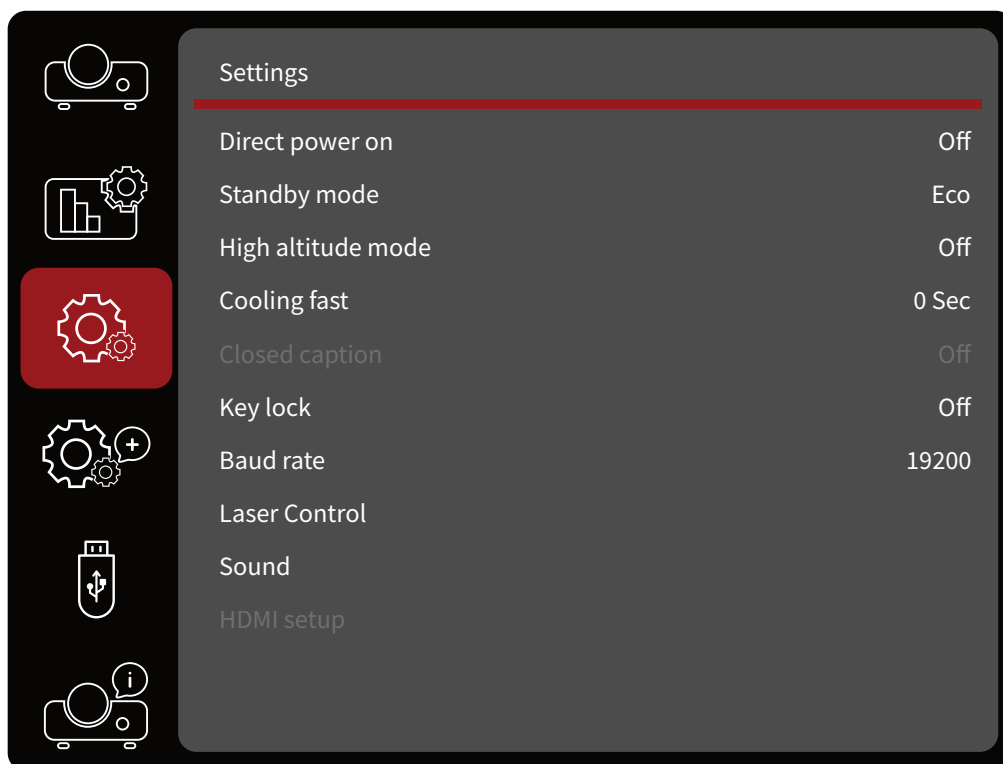 Settings
Direct power on Off
Standby mode Eco
High altitude mode Off
Cooling fast 0 Sec
Closed caption Off
Key lock Off
Baud rate 19200
Laser Control
Sound
HDMI setup
i